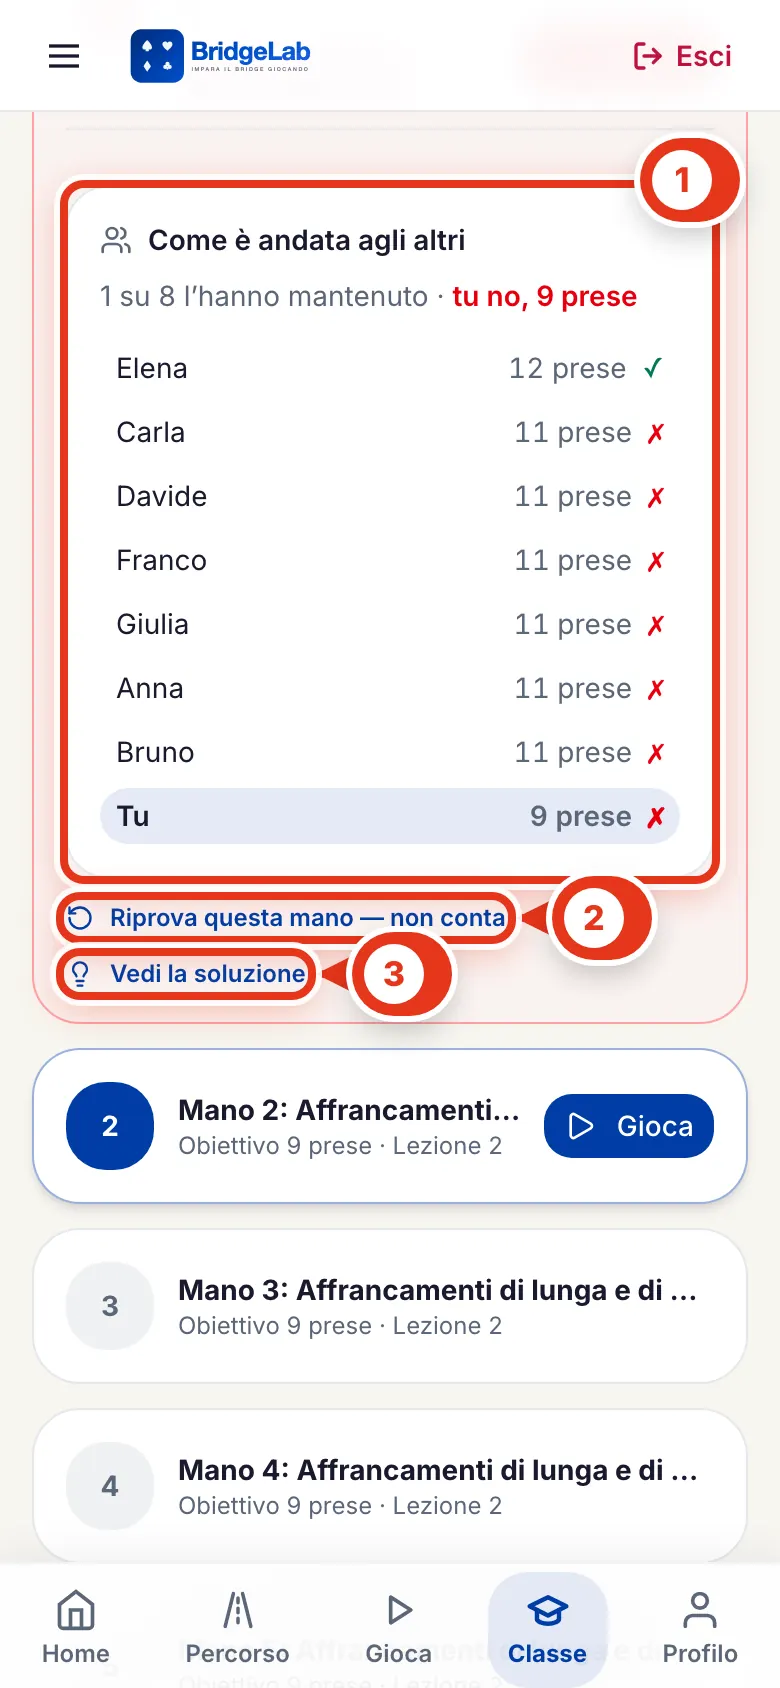 BridgeLab
IMPARA IL BRIDGE GIOCANDO
Esci
1
Come è andata agli altri
1 su 8 l’hanno mantenuto · tu no, 9 prese
Elena 12 prese ✓
Carla 11 prese ✗
Davide 11 prese ✗
Franco 11 prese ✗
Giulia 11 prese ✗
Anna 11 prese ✗
Bruno 11 prese ✗
Tu 9 prese ✗
Riprova questa mano — non conta
2
Vedi la soluzione
3
2
Mano 2: Affrancamenti...
Obiettivo 9 prese · Lezione 2
Gioca
3
Mano 3: Affrancamenti di lunga e di ...
Obiettivo 9 prese · Lezione 2
4
Mano 4: Affrancamenti di lunga e di ...
Obiettivo 9 prese · Lezione 2
Home
Percorso
Gioca
Classe
Profilo